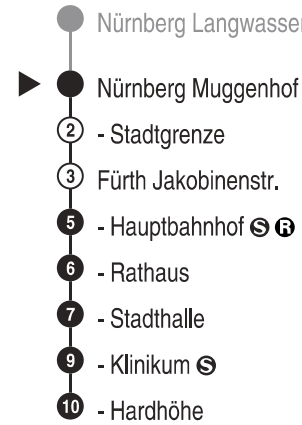 Nürnberg Langwasser
Nürnberg Muggenhof
2 - Stadtgrenze
3 Fürth Jakobinenstr.
5 - Hauptbahnhof S R
6 - Rathaus
7 - Stadthalle
9 - Klinikum S
10 - Hardhöhe